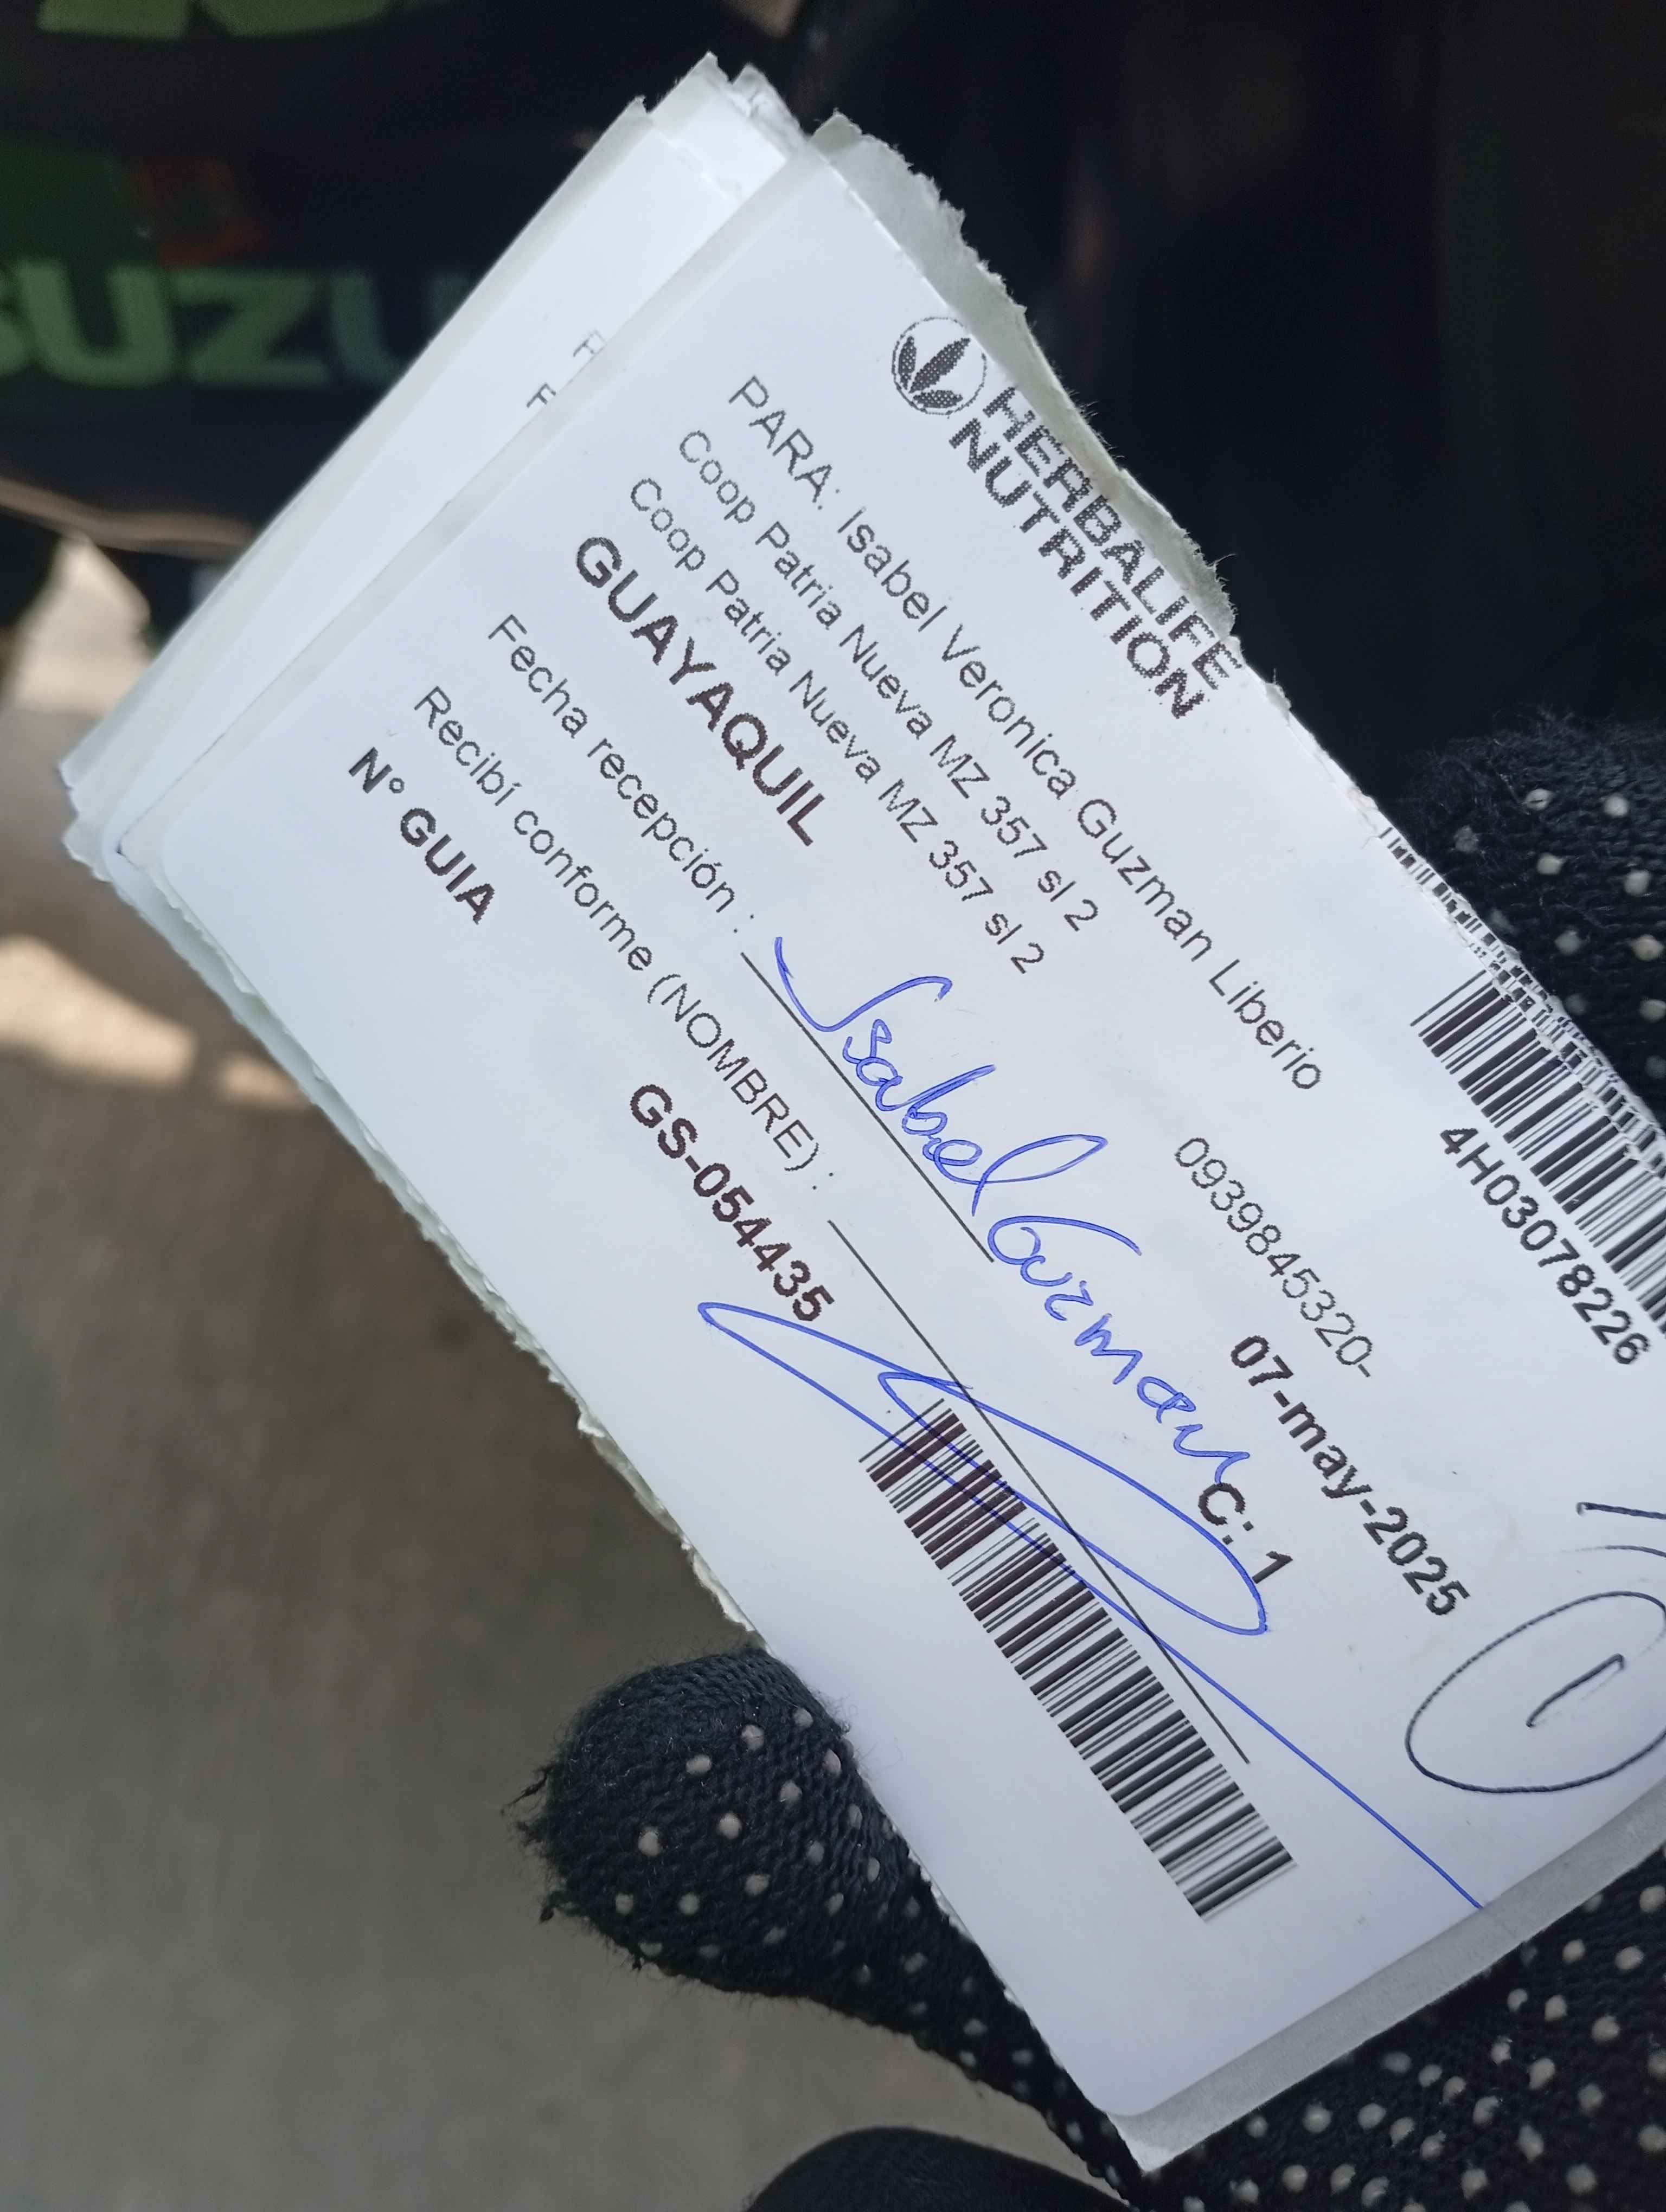 SUZU
HERBALIFE
NUTRITION
4H03078226
PARA: Isabel Veronica Guzman Liberio
Coop Patria Nueva MZ 357 sl 2
0939845320-
Coop Patria Nueva MZ 357 sl 2
07-may-2025
GUAYAQUIL
1
Fecha recepción :
Isabel Guzman
C: 1
Recibí conforme (NOMBRE) :
N° GUIA
GS-054435